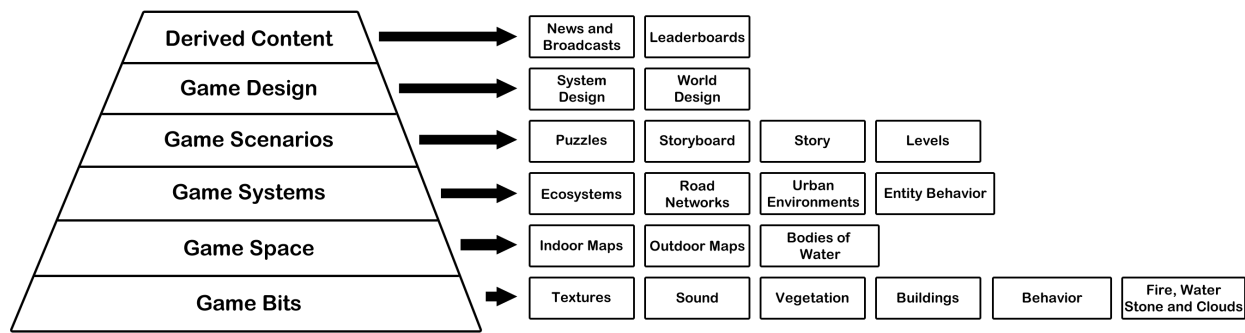 Derived Content
News and
Broadcasts
Leaderboards
Game Design
System
Design
World
Design
Game Scenarios
Puzzles
Storyboard
Story
Levels
Game Systems
Ecosystems
Road
Networks
Urban
Environments
Entity Behavior
Game Space
Indoor Maps
Outdoor Maps
Bodies of
Water
Game Bits
Textures
Sound
Vegetation
Buildings
Behavior
Fire, Water
Stone and Clouds